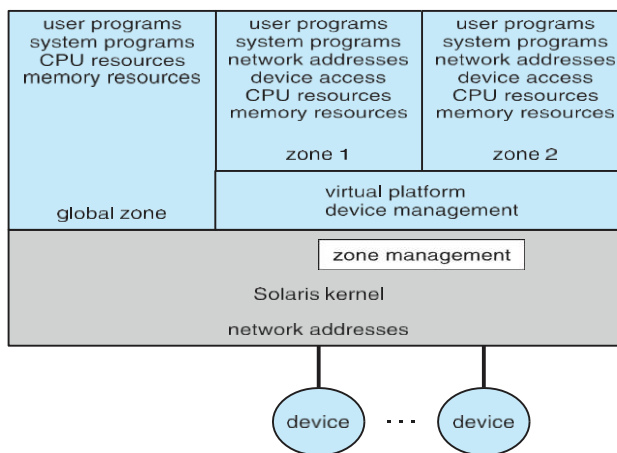 user programs
system programs
CPU resources
memory resources
global zone
user programs
system programs
network addresses
device access
CPU resources
memory resources
zone 1
user programs
system programs
network addresses
device access
CPU resources
memory resources
zone 2
virtual platform
device management
zone management
Solaris kernel
network addresses
device
...
device